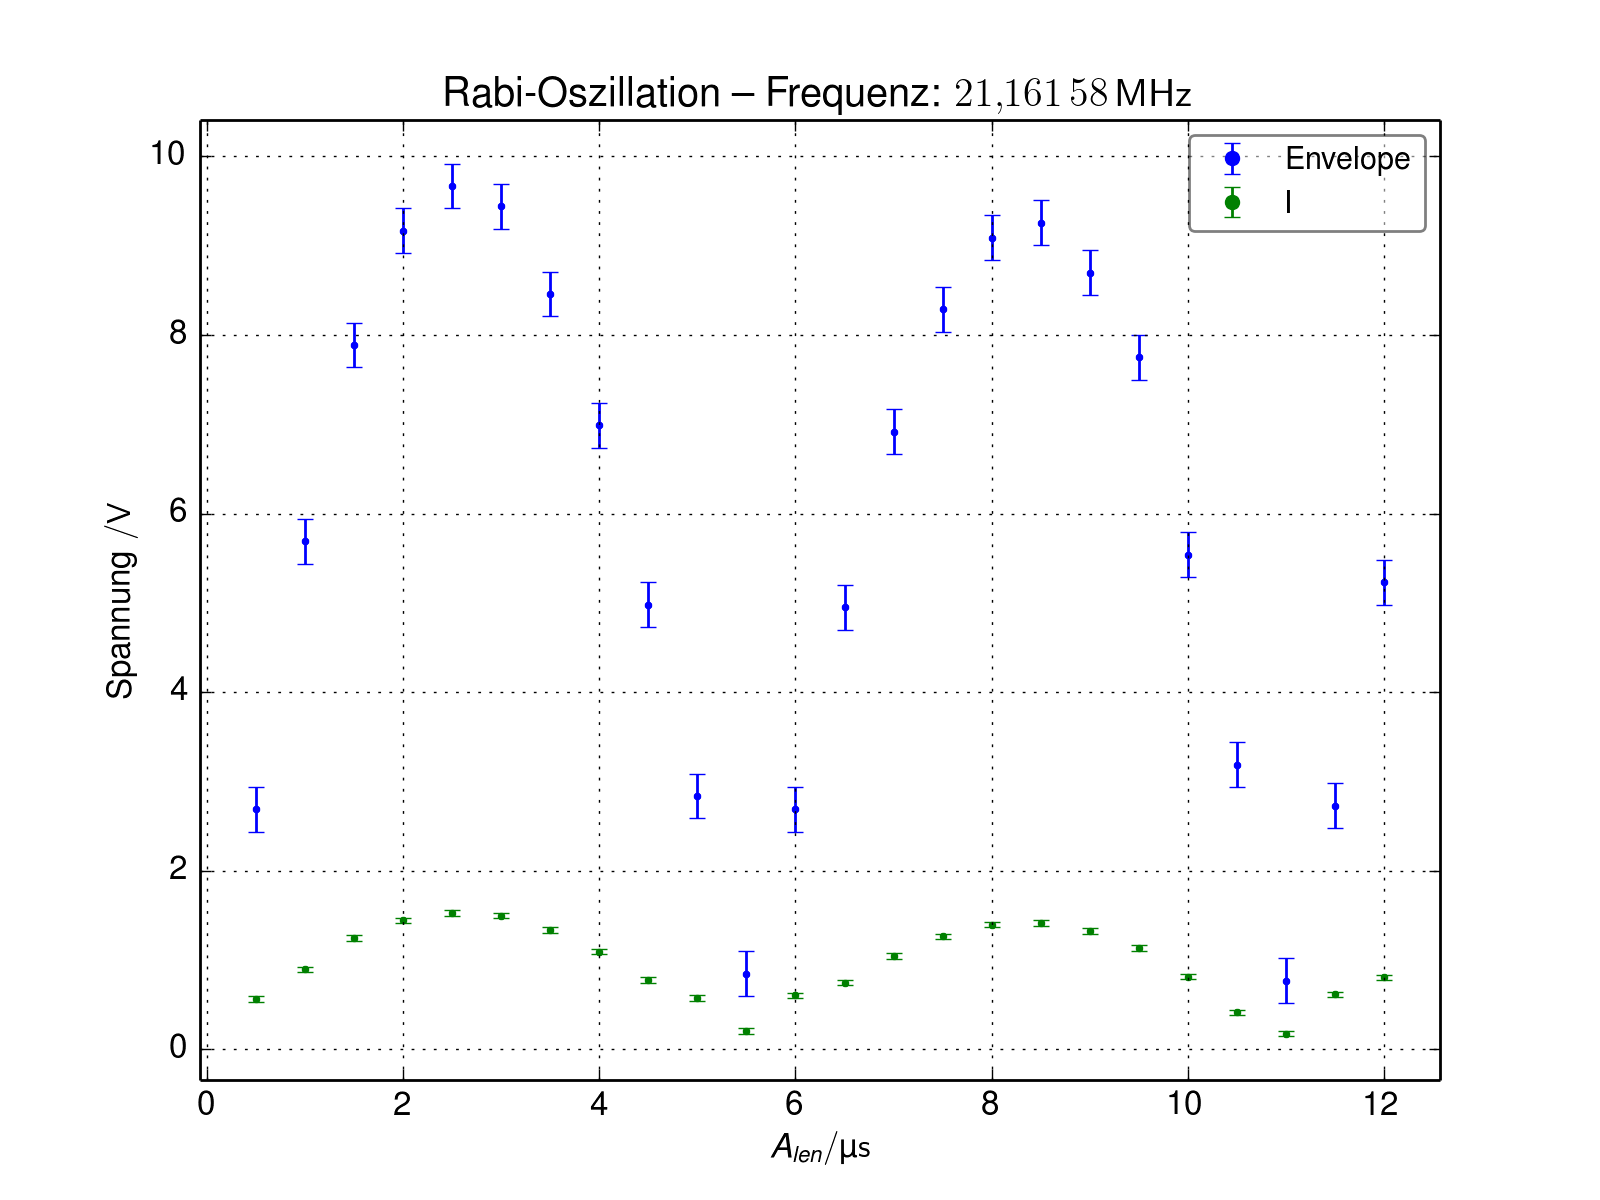 Rabi-Oszillation – Frequenz: 21,161 58 MHz
Envelope
I
10
8
6
4
2
0
Spannung /V
0 2 4 6 8 10 12
A_len/µs